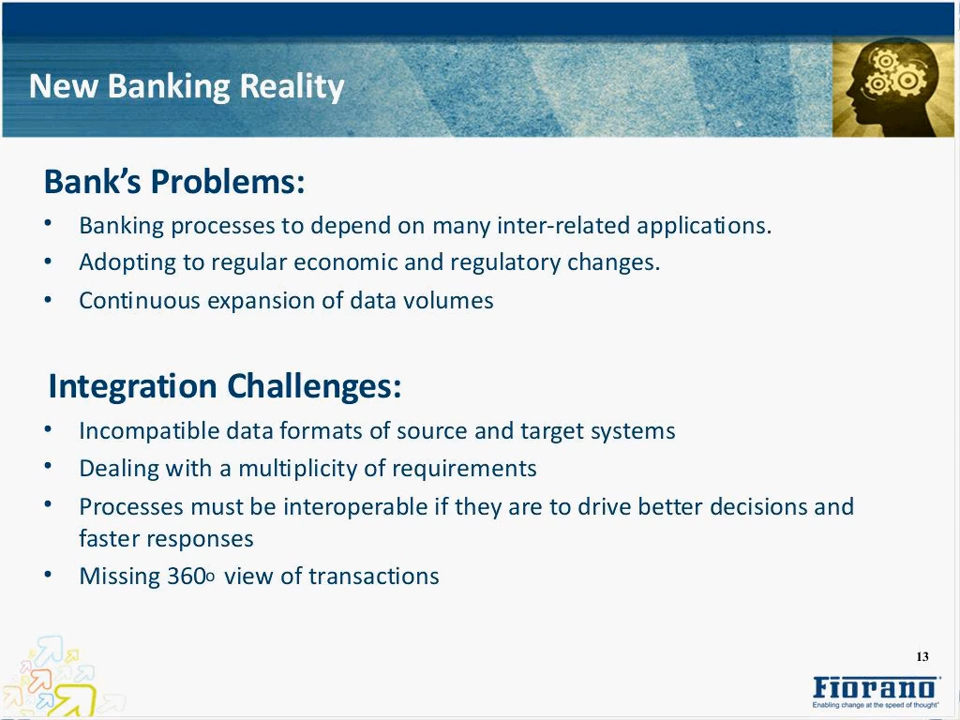 New Banking Reality
Bank’s Problems:
• Banking processes to depend on many inter-related applications.
• Adopting to regular economic and regulatory changes.
• Continuous expansion of data volumes
Integration Challenges:
• Incompatible data formats of source and target systems
• Dealing with a multiplicity of requirements
• Processes must be interoperable if they are to drive better decisions and
faster responses
• Missing 360o view of transactions
13
Fiorano
Enabling change at the speed of thought"